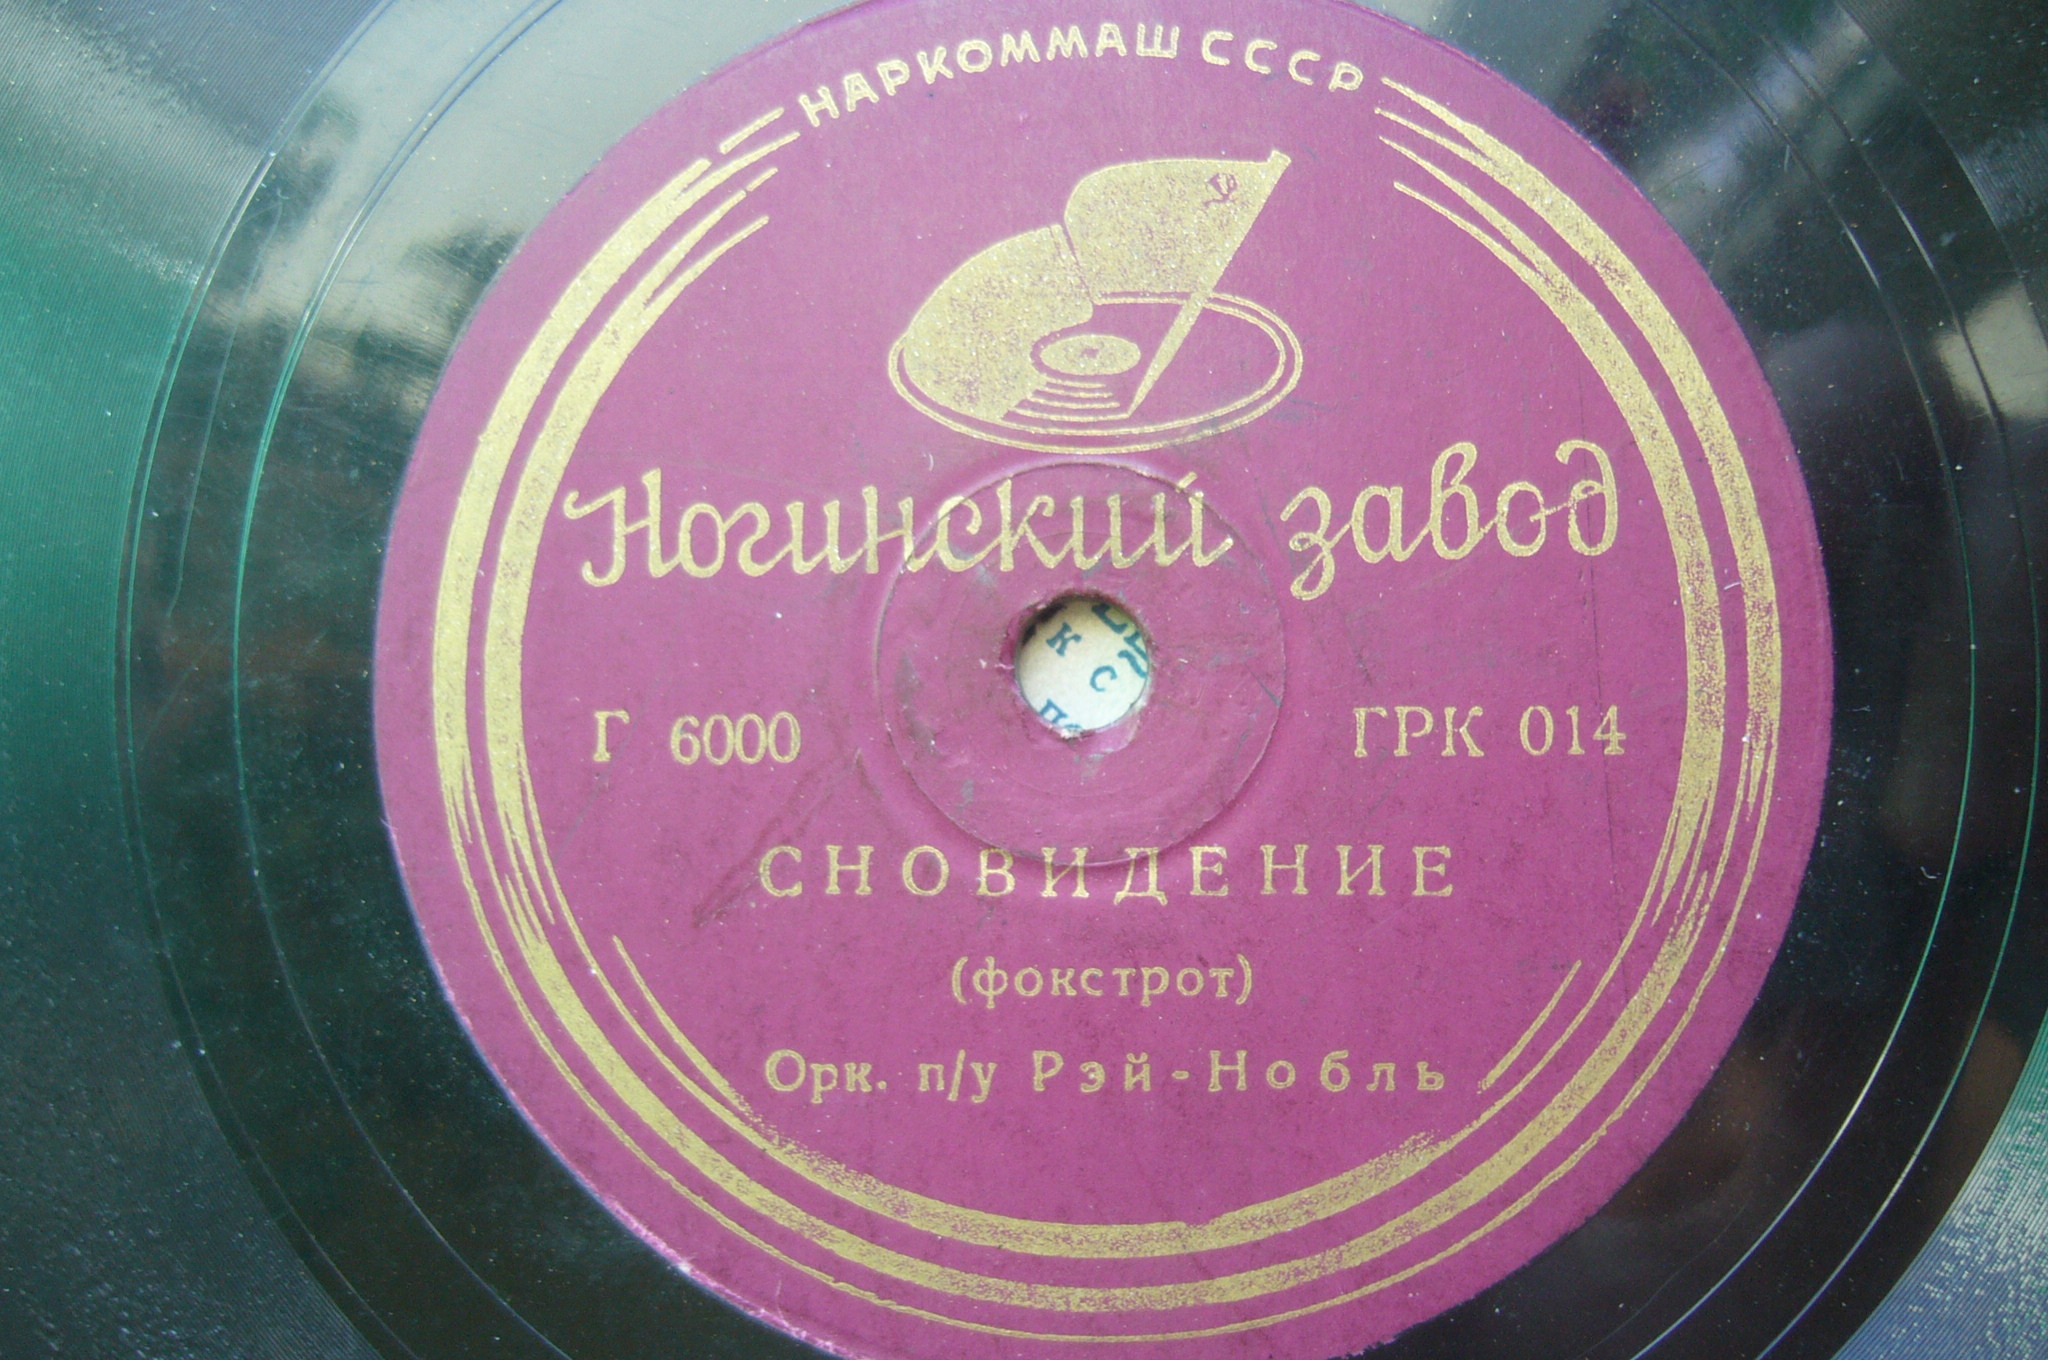 НАРКОММАШ СССР
Ногинский завод
Г 6000 ГРК 014
СНОВИДЕНИЕ
(фокстрот)
Орк. п/у Рэй-Нобль
к
с